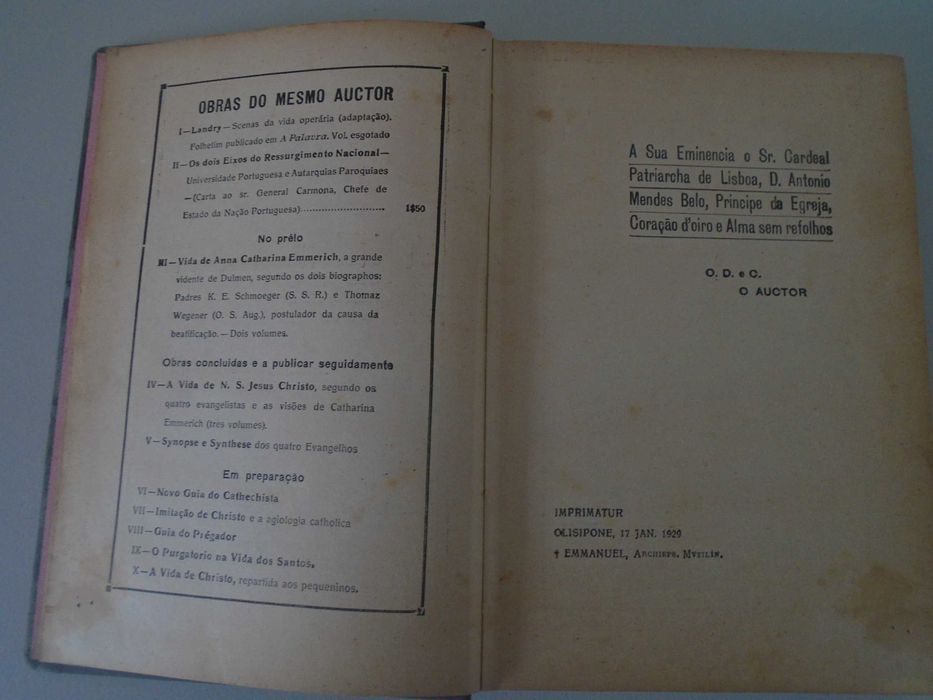 OBRAS DO MESMO AUCTOR
I—Landry—Scenas da vida operária (adaptação).
Folhetim publicado em A Palavra. Vol. esgotado
II—Os dois Eixos do Ressurgimento Nacional—
Universidade Portuguesa e Autarquias Paroquiaes
—(Carta ao sr. General Carmona, Chefe de
Estado da Nação Portuguesa)............................ 1$50
No prélo
III—Vida de Anna Catharina Emmerich, a grande
vidente de Dulmen, segundo os dois biographos:
Padres K. E. Schmoeger (S. S. R.) e Thomaz
Wegener (O. S. Aug.), postulador da causa da
beatificação.—Dois volumes.
Obras concluidas e a publicar seguidamente
IV—A Vida de N. S. Jesus Christo, segundo os
quatro evangelistas e as visões de Catharina
Emmerich (tres volumes).
V—Synopse e Synthese dos quatro Evangelhos
Em preparação
VI—Novo Guia do Cathechista
VII—Imitação de Christo e a agiologia catholica
VIII—Guia do Prégador
IX—O Purgatorio na Vida dos Santos.
X—A Vida de Christo, repartida aos pequeninos.
A Sua Eminencia o Sr. Cardeal
Patriarcha de Lisboa, D. Antonio
Mendes Belo, Principe da Egreja,
Coração d'oiro e Alma sem refolhos
O. D. e C.
O AUCTOR
IMPRIMATUR
OLISIPONE, 17 JAN. 1929
† EMMANUEL, Archiep. Mytilin.